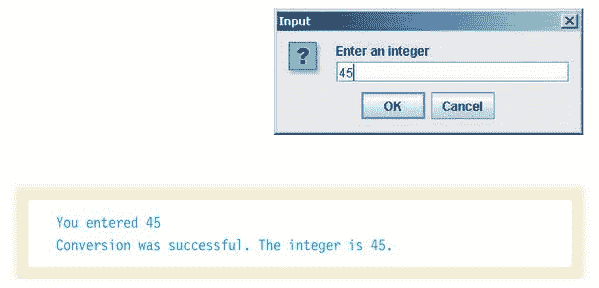 Input
Enter an integer
45
OK Cancel
You entered 45
Conversion was successful. The integer is 45.